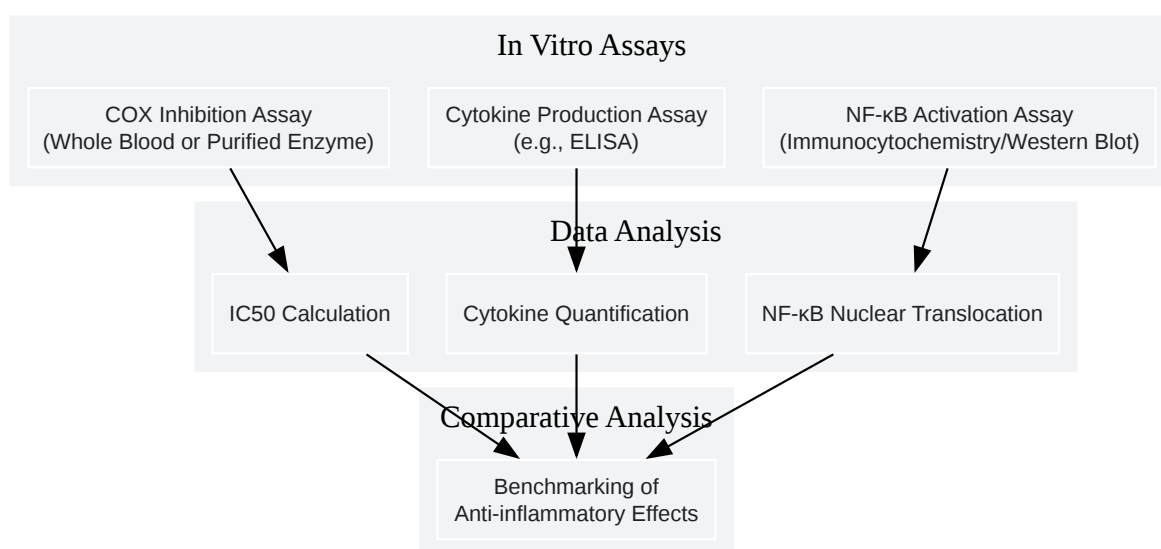 In Vitro Assays
COX Inhibition Assay
(Whole Blood or Purified Enzyme)
Cytokine Production Assay
(e.g., ELISA)
NF-κB Activation Assay
(Immunocytochemistry/Western Blot)
Data Analysis
IC50 Calculation
Cytokine Quantification
NF-κB Nuclear Translocation
Comparative Analysis
Benchmarking of
Anti-inflammatory Effects